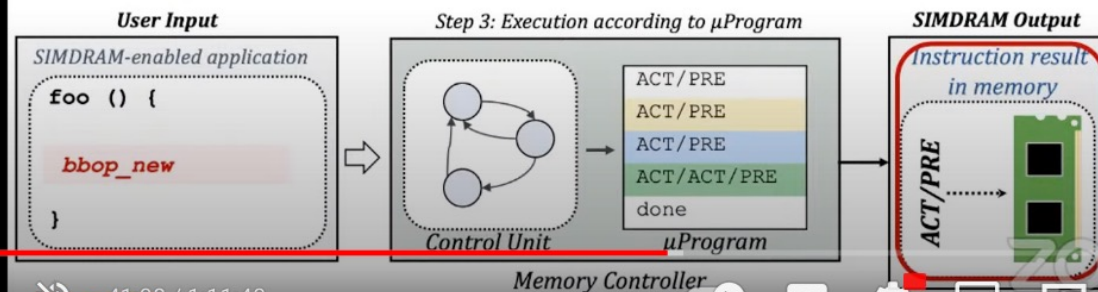 User Input
SIMDRAM-enabled application
foo () {
bbop_new
}
Step 3: Execution according to μProgram
Control Unit
ACT/PRE
ACT/PRE
ACT/PRE
ACT/ACT/PRE
done
μProgram
Memory Controller
SIMDRAM Output
Instruction result
in memory
ACT/PRE